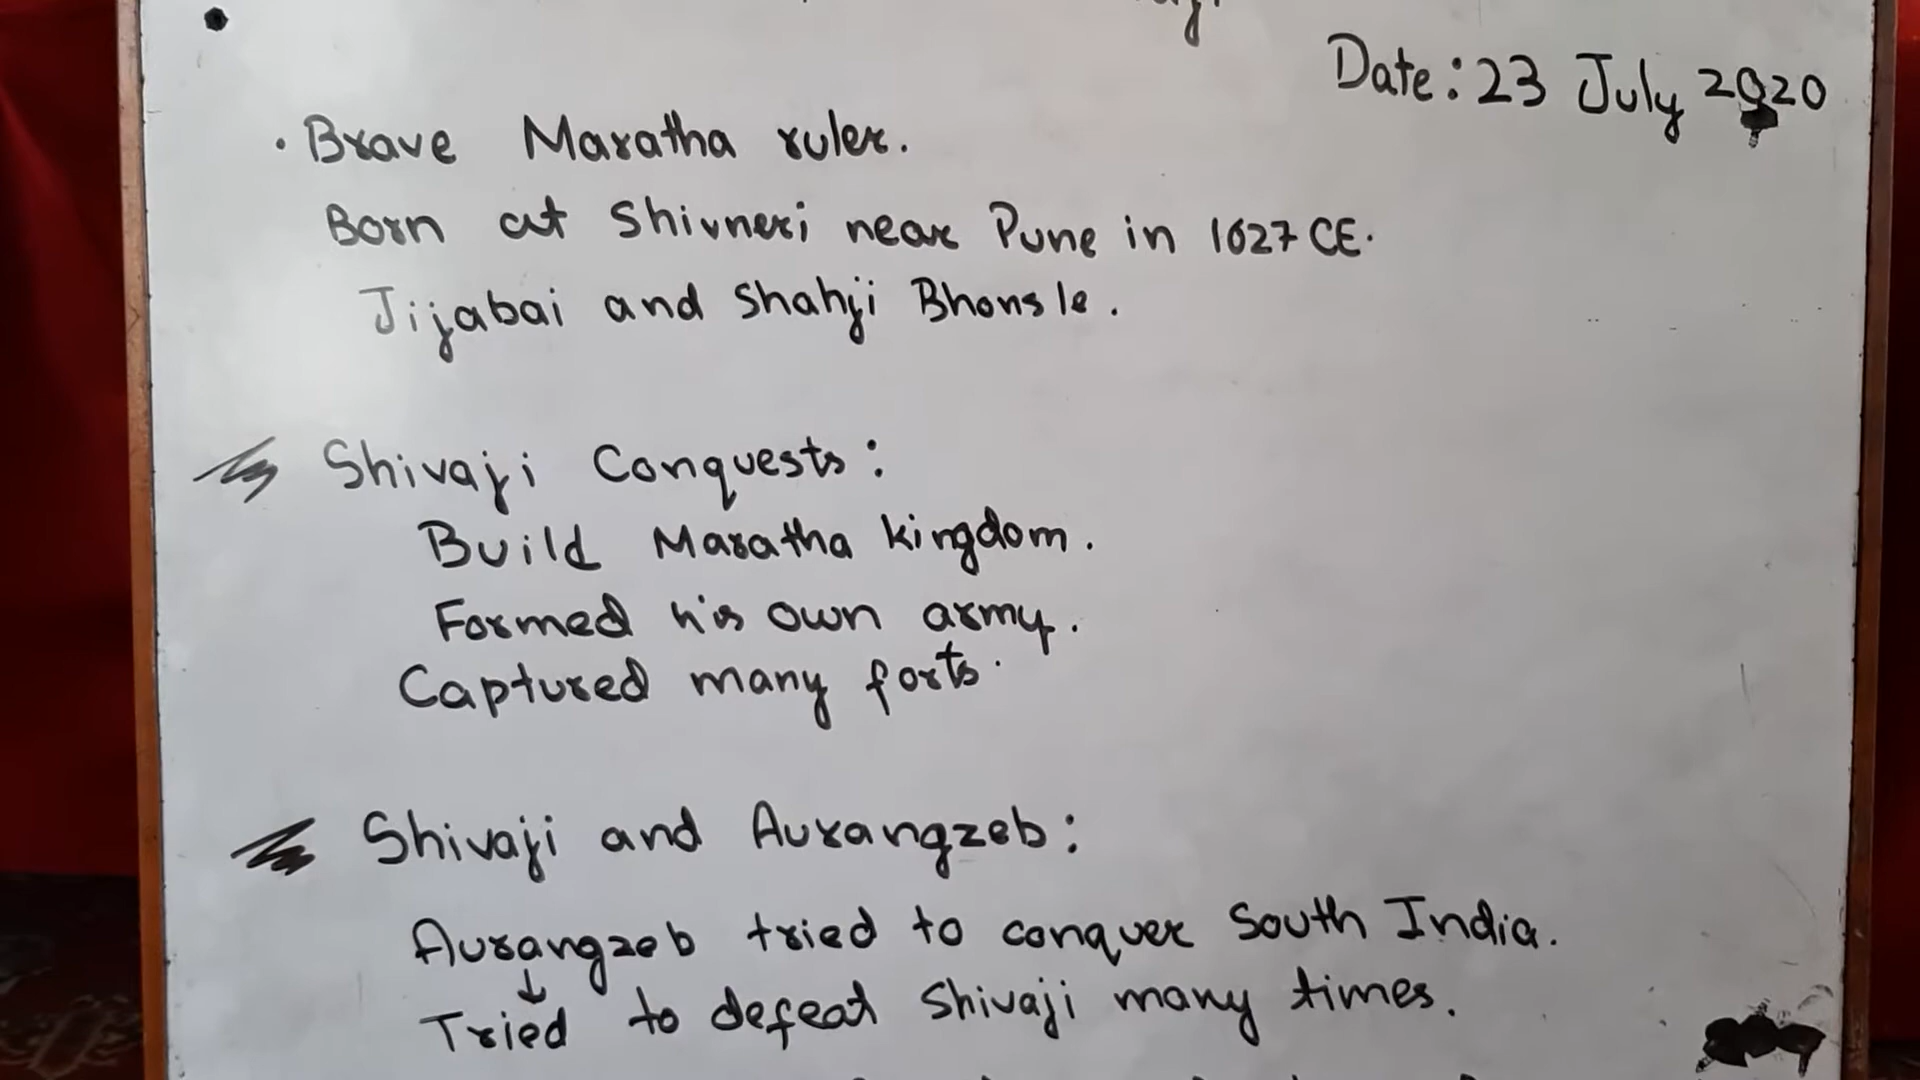 Date: 23 July 2020
• Brave Maratha ruler.
Born at Shivneri near Pune in 1627 CE.
Jijabai and Shahji Bhonsle.
Shivaji Conquests:
Build Maratha kingdom.
Formed his own army.
Captured many forts.
Shivaji and Aurangzeb:
Aurangzeb tried to conquer South India.
↓
Tried to defeat Shivaji many times.